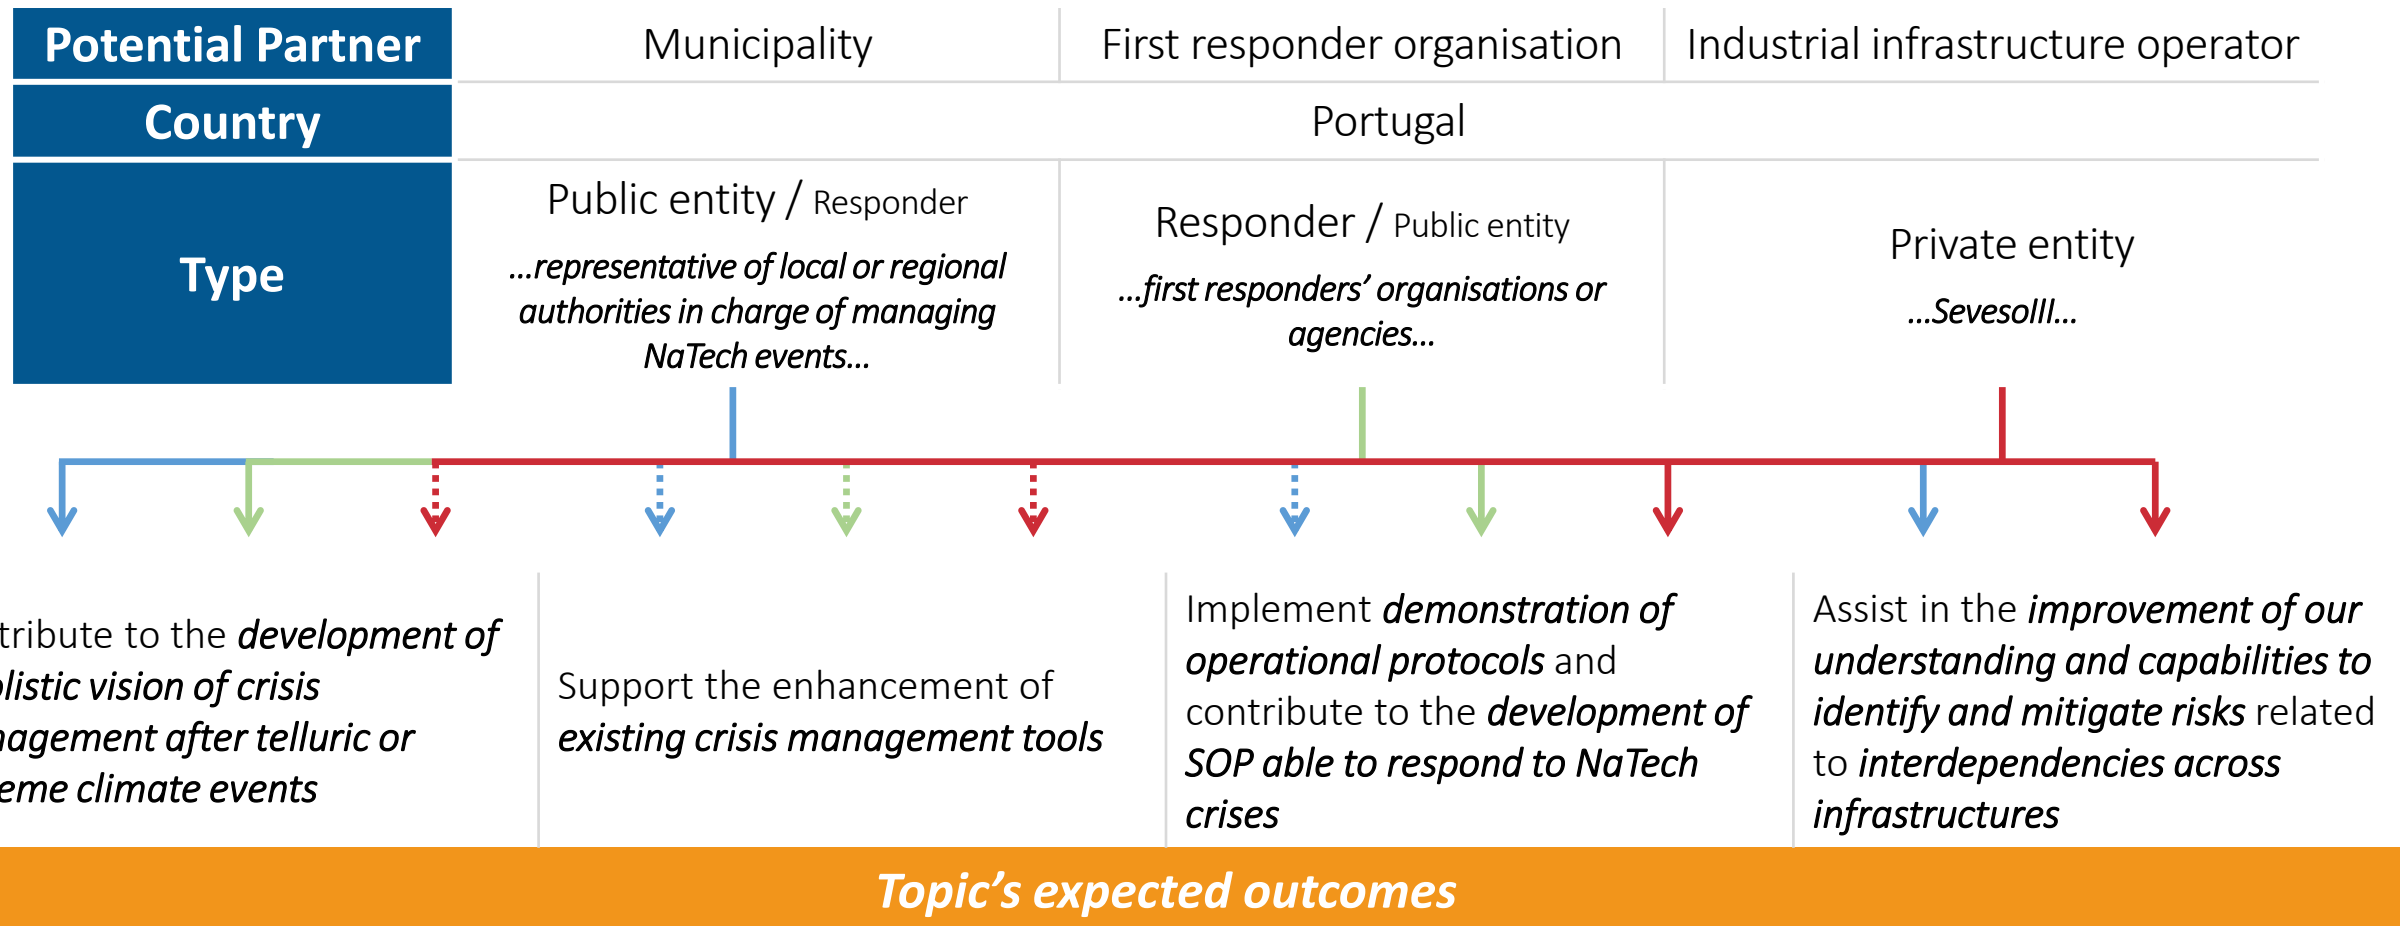 Potential Partner
Municipality
First responder organisation
Industrial infrastructure operator
Country
Portugal
Type
Public entity / Responder
...representative of local or regional
authorities in charge of managing
NaTech events...
Responder / Public entity
...first responders’ organisations or
agencies...
Private entity
...SevesoIII...
tribute to the development of
listic vision of crisis
nagement after telluric or
eme climate events
Support the enhancement of
existing crisis management tools
Implement demonstration of
operational protocols and
contribute to the development of
SOP able to respond to NaTech
crises
Assist in the improvement of our
understanding and capabilities to
identify and mitigate risks related
to interdependencies across
infrastructures
Topic’s expected outcomes